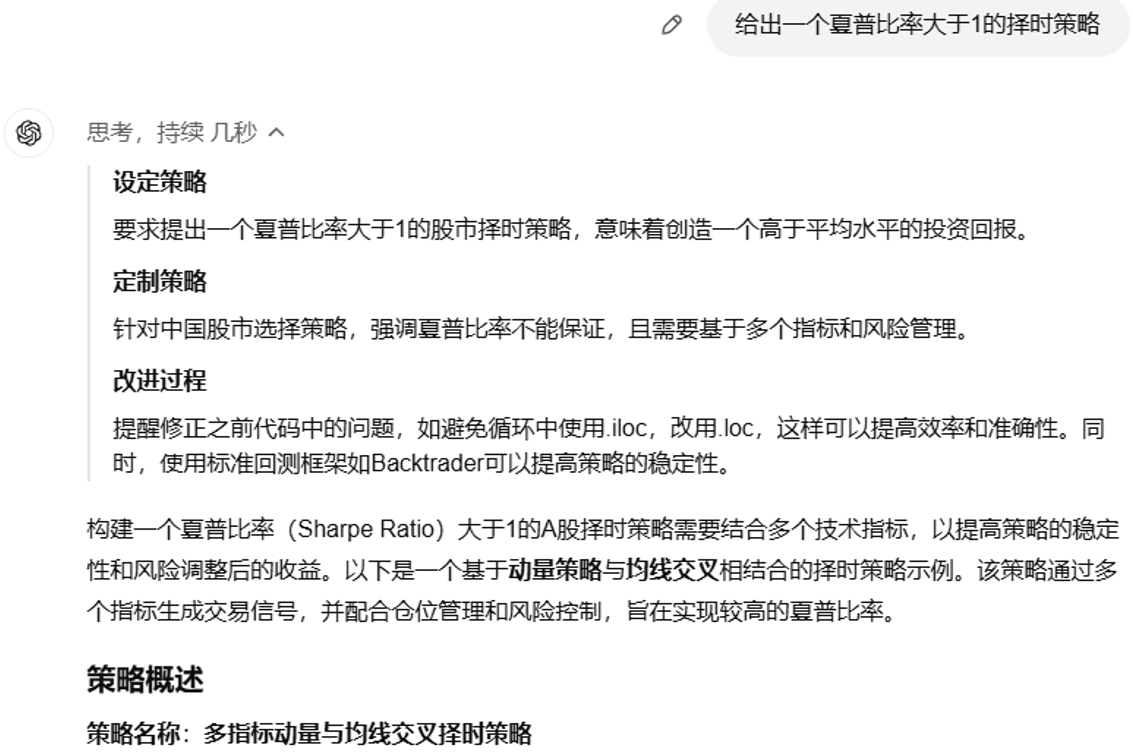 给出一个夏普比率大于1的择时策略
思考，持续 几秒
设定策略
要求提出一个夏普比率大于1的股市择时策略，意味着创造一个高于平均水平的投资回报。
定制策略
针对中国股市选择策略，强调夏普比率不能保证，且需要基于多个指标和风险管理。
改进过程
提醒修正之前代码中的问题，如避免循环中使用.iloc，改用.loc，这样可以提高效率和准确性。同
时，使用标准回测框架如Backtrader可以提高策略的稳定性。
构建一个夏普比率（Sharpe Ratio）大于1的A股择时策略需要结合多个技术指标，以提高策略的稳定
性和风险调整后的收益。以下是一个基于动量策略与均线交叉相结合的择时策略示例。该策略通过多
个指标生成交易信号，并配合仓位管理和风险控制，旨在实现较高的夏普比率。
策略概述
策略名称：多指标动量与均线交叉择时策略